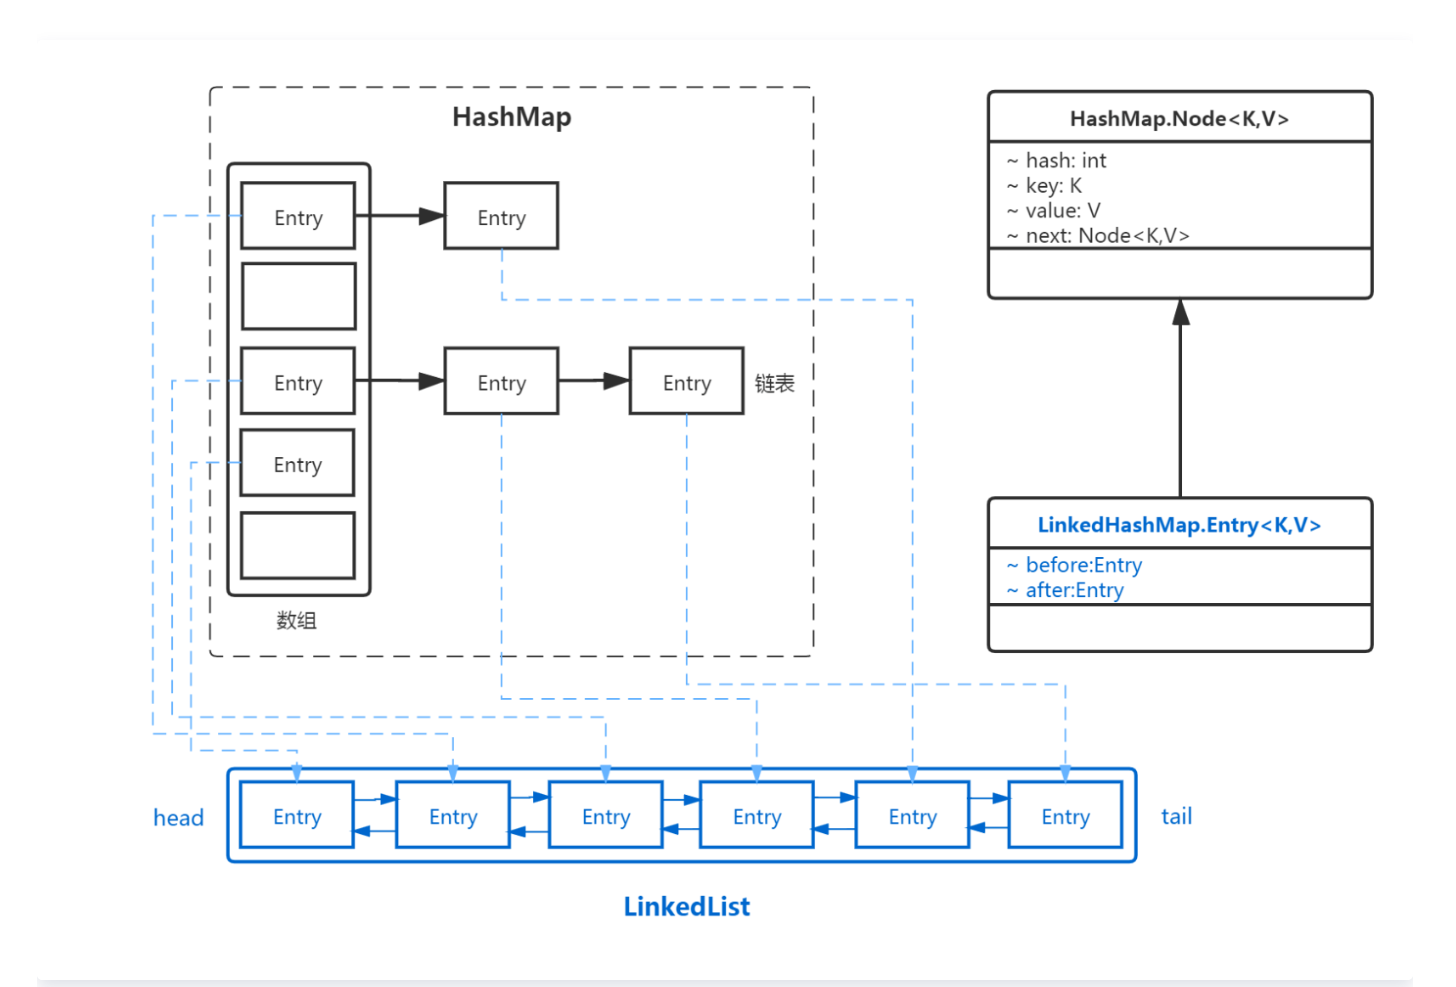 HashMap
Entry
Entry
Entry
Entry
Entry
链表
Entry
数组
HashMap.Node<K,V>
~ hash: int
~ key: K
~ value: V
~ next: Node<K,V>
LinkedHashMap.Entry<K,V>
~ before:Entry
~ after:Entry
head
Entry
Entry
Entry
Entry
Entry
Entry
tail
LinkedList